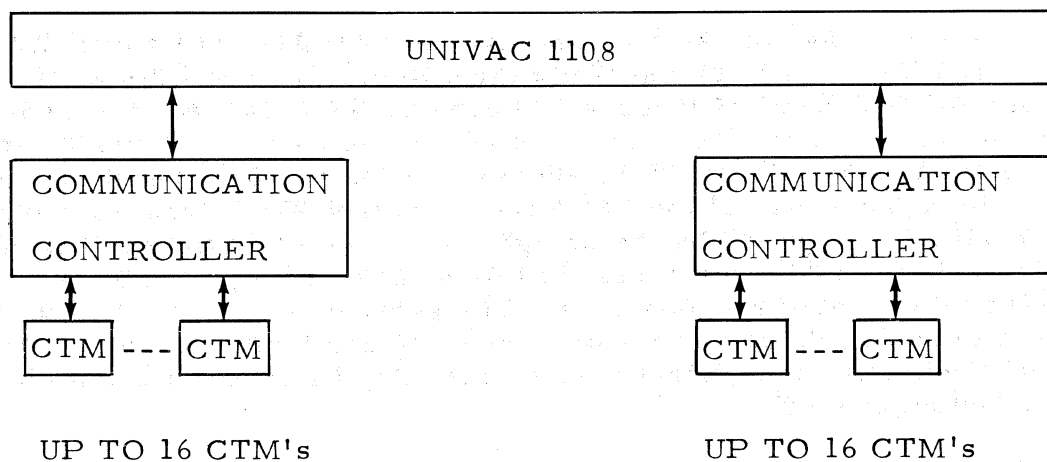 UNIVAC 1108
COMMUNICATION
CONTROLLER
COMMUNICATION
CONTROLLER
CTM --- CTM
CTM --- CTM
UP TO 16 CTM's
UP TO 16 CTM's